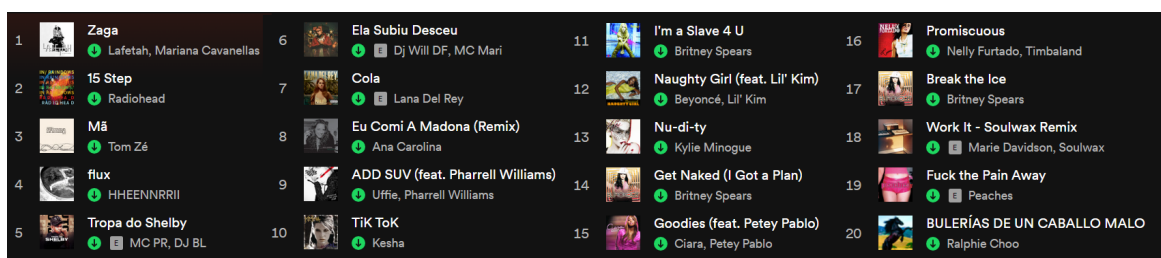 1
Zaga
Lafetah, Mariana Cavanellas
2
15 Step
Radiohead
3
Mã
Tom Zé
4
flux
HHEENNRRII
5
Tropa do Shelby
E MC PR, DJ BL
6
Ela Subiu Desceu
E Dj Will DF, MC Mari
7
Cola
E Lana Del Rey
8
Eu Comi A Madona (Remix)
Ana Carolina
9
ADD SUV (feat. Pharrell Williams)
Uffie, Pharrell Williams
10
TiK ToK
Kesha
11
I'm a Slave 4 U
Britney Spears
12
Naughty Girl (feat. Lil' Kim)
Beyoncé, Lil' Kim
13
Nu-di-ty
Kylie Minogue
14
Get Naked (I Got a Plan)
Britney Spears
15
Goodies (feat. Petey Pablo)
Ciara, Petey Pablo
16
Promiscuous
Nelly Furtado, Timbaland
17
Break the Ice
Britney Spears
18
Work It - Soulwax Remix
E Marie Davidson, Soulwax
19
Fuck the Pain Away
E Peaches
20
BULERÍAS DE UN CABALLO MALO
Ralphie Choo